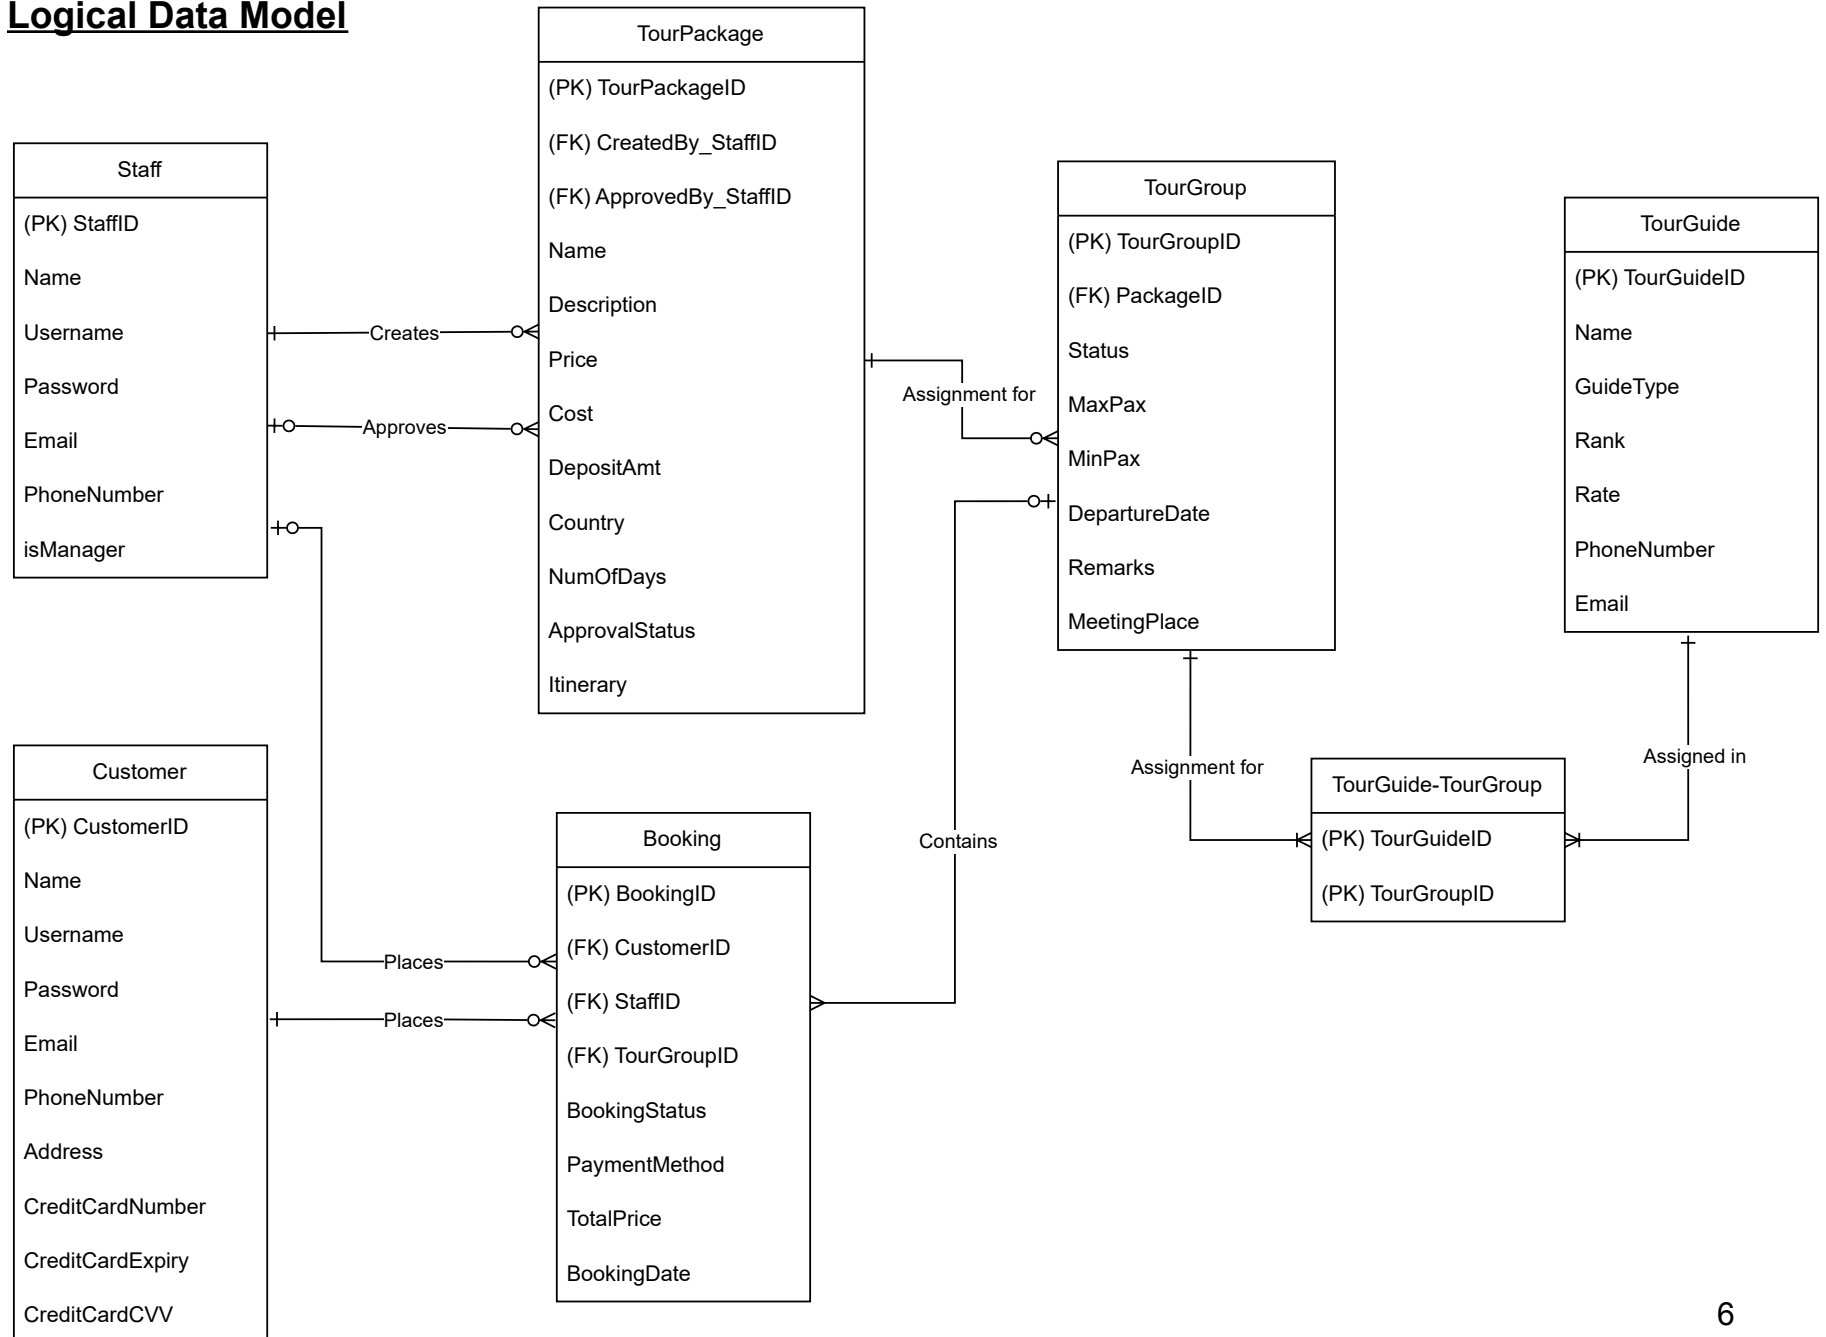 Logical Data Model
Staff
(PK) StaffID
Name
Username
Password
Email
PhoneNumber
isManager
Creates
Approves
TourPackage
(PK) TourPackageID
(FK) CreatedBy_StaffID
(FK) ApprovedBy_StaffID
Name
Description
Price
Cost
DepositAmt
Country
NumOfDays
ApprovalStatus
Itinerary
Assignment for
TourGroup
(PK) TourGroupID
(FK) PackageID
Status
MaxPax
MinPax
DepartureDate
Remarks
MeetingPlace
TourGuide
(PK) TourGuideID
Name
GuideType
Rank
Rate
PhoneNumber
Email
Customer
(PK) CustomerID
Name
Username
Password
Email
PhoneNumber
Address
CreditCardNumber
CreditCardExpiry
CreditCardCVV
Places
Places
Booking
(PK) BookingID
(FK) CustomerID
(FK) StaffID
(FK) TourGroupID
BookingStatus
PaymentMethod
TotalPrice
BookingDate
Contains
Assignment for
TourGuide-TourGroup
(PK) TourGuideID
(PK) TourGroupID
Assigned in
6